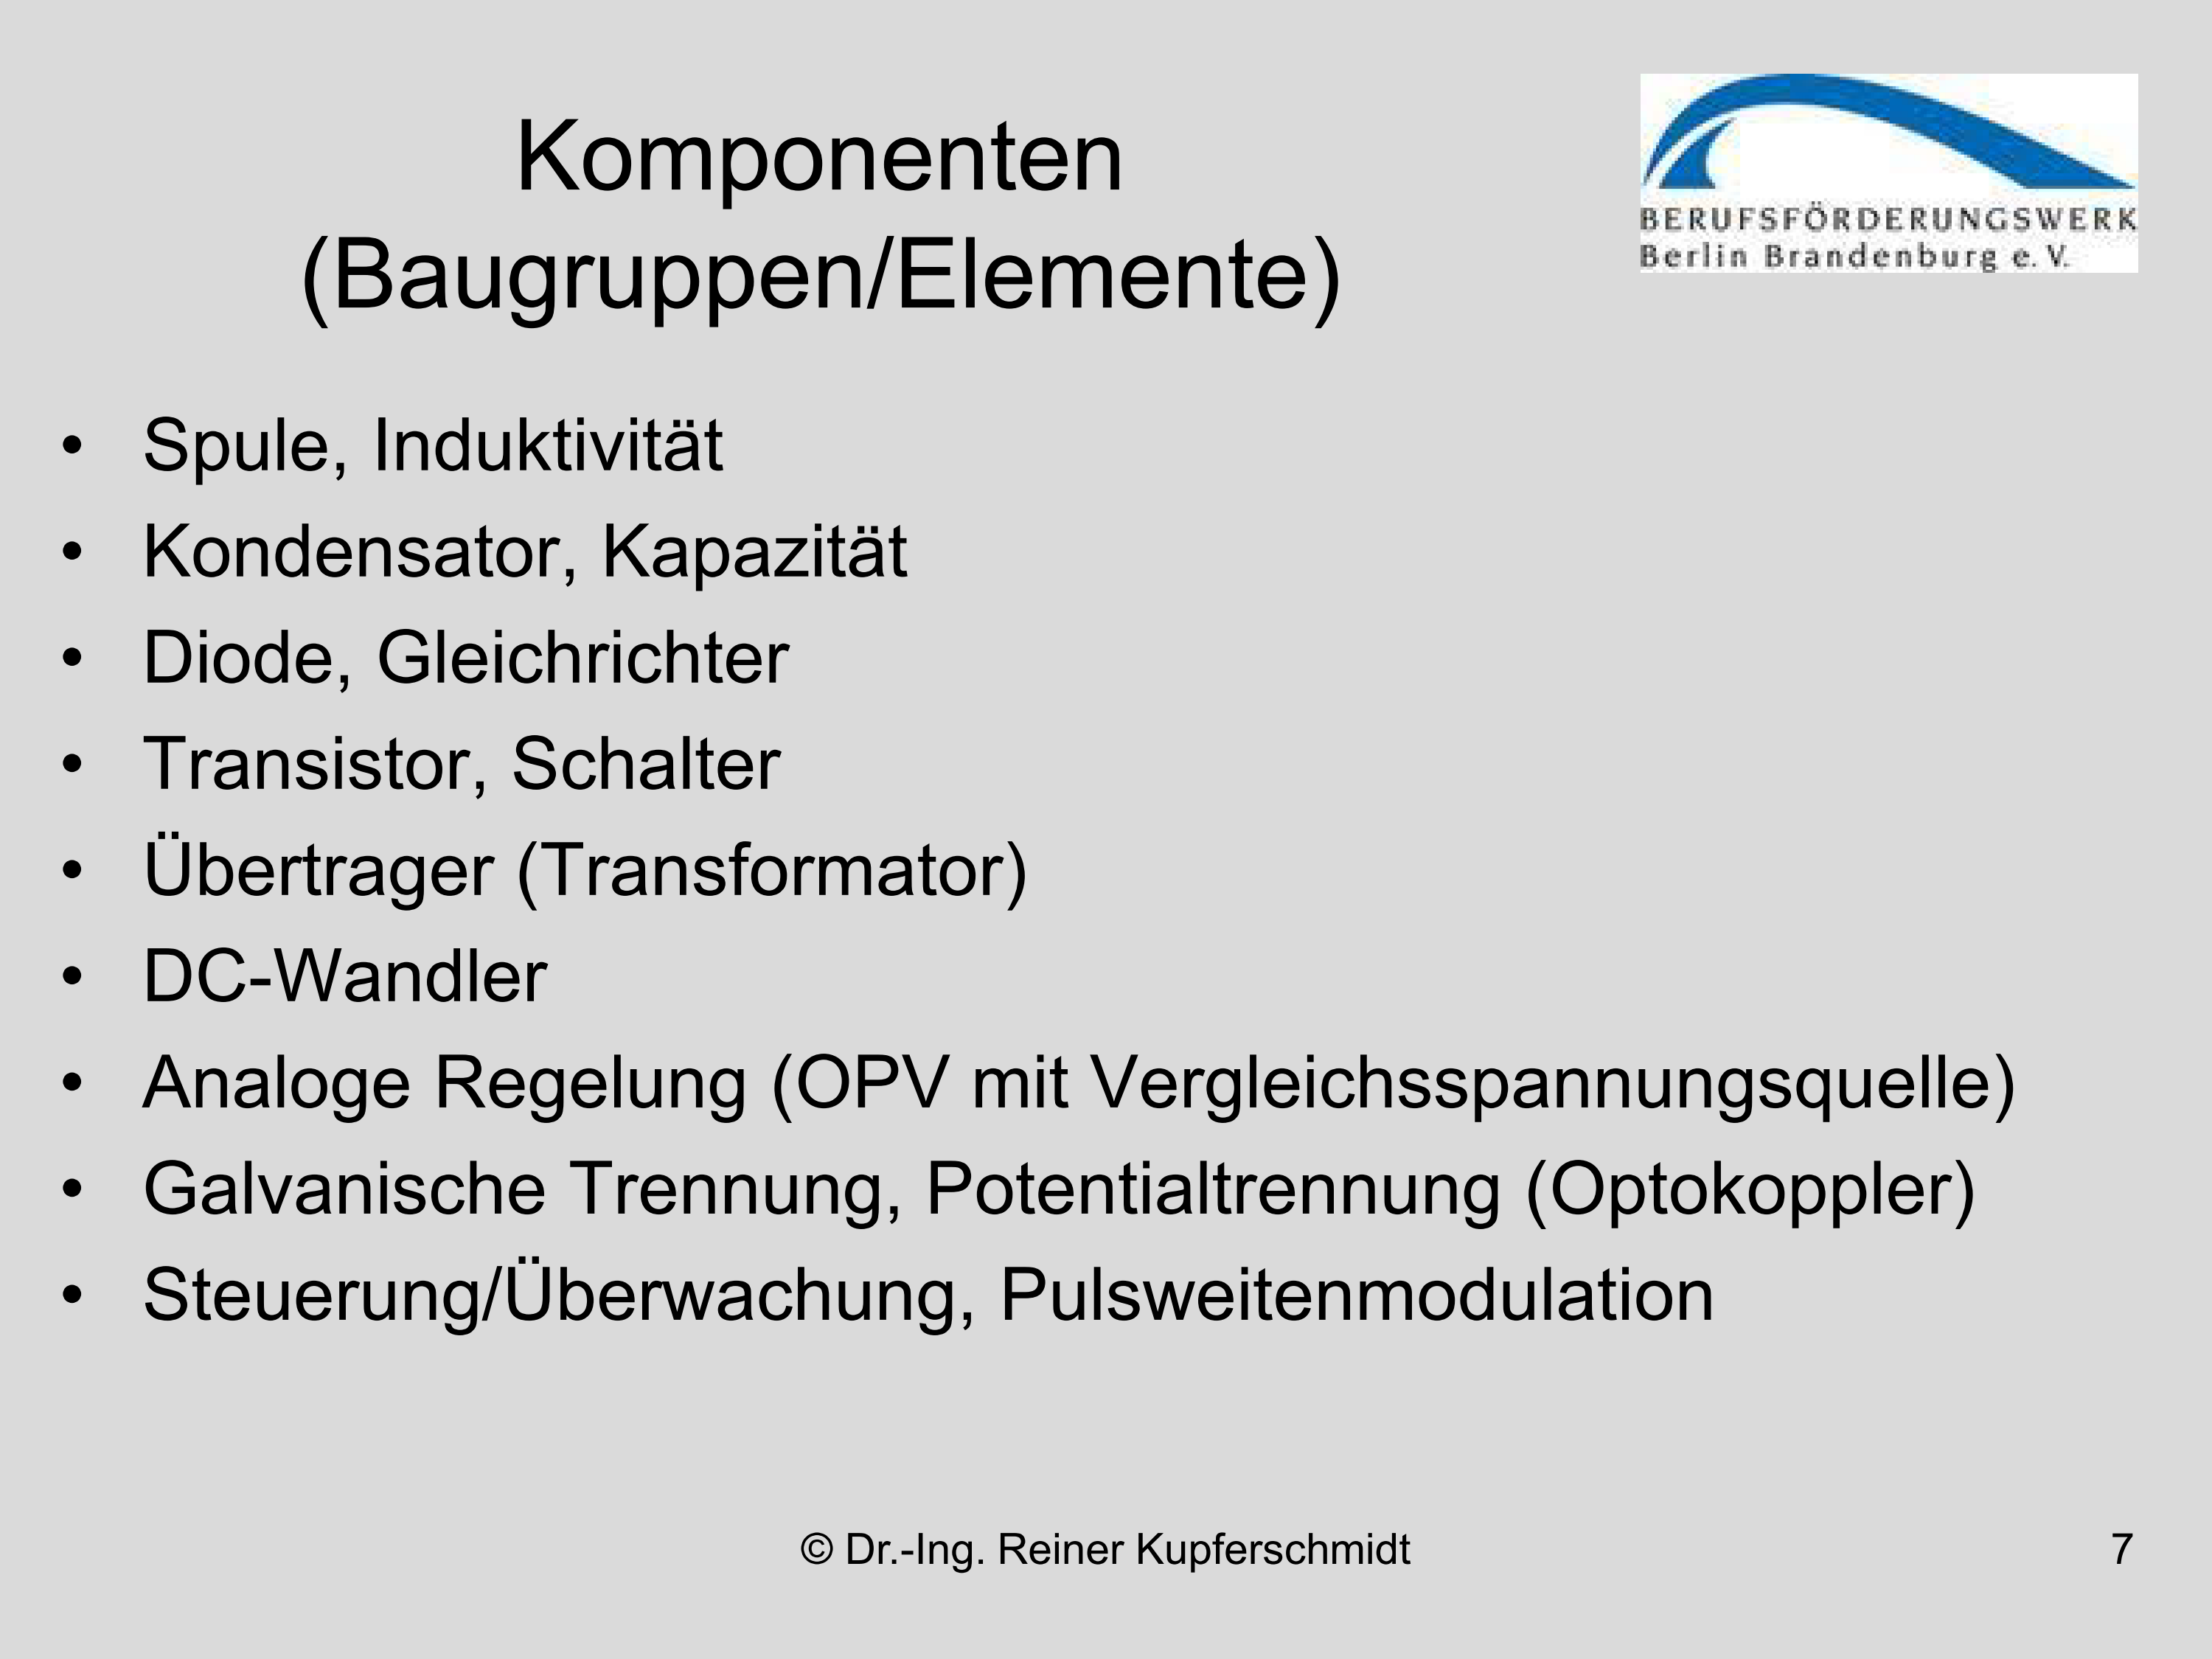 Komponenten
(Baugruppen/Elemente)
BERUFSFÖRDERUNGSWERK
Berlin Brandenburg e. V.
• Spule, Induktivität
• Kondensator, Kapazität
• Diode, Gleichrichter
• Transistor, Schalter
• Übertrager (Transformator)
• DC-Wandler
• Analoge Regelung (OPV mit Vergleichsspannungsquelle)
• Galvanische Trennung, Potentialtrennung (Optokoppler)
• Steuerung/Überwachung, Pulsweitenmodulation
© Dr.-Ing. Reiner Kupferschmidt
7